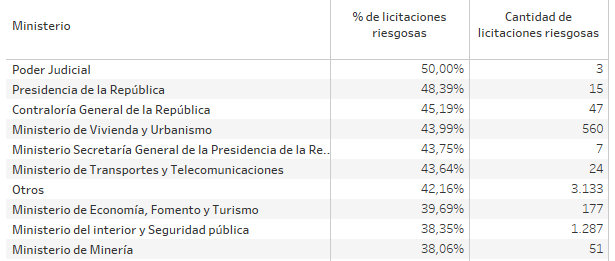 Ministerio % de licitaciones riesgosas Cantidad de licitaciones riesgosas
Poder Judicial 50,00% 3
Presidencia de la República 48,39% 15
Contraloría General de la República 45,19% 47
Ministerio de Vivienda y Urbanismo 43,99% 560
Ministerio Secretaría General de la Presidencia de la Re.. 43,75% 7
Ministerio de Transportes y Telecomunicaciones 43,64% 24
Otros 42,16% 3.133
Ministerio de Economía, Fomento y Turismo 39,69% 177
Ministerio del interior y Seguridad pública 38,35% 1.287
Ministerio de Minería 38,06% 51